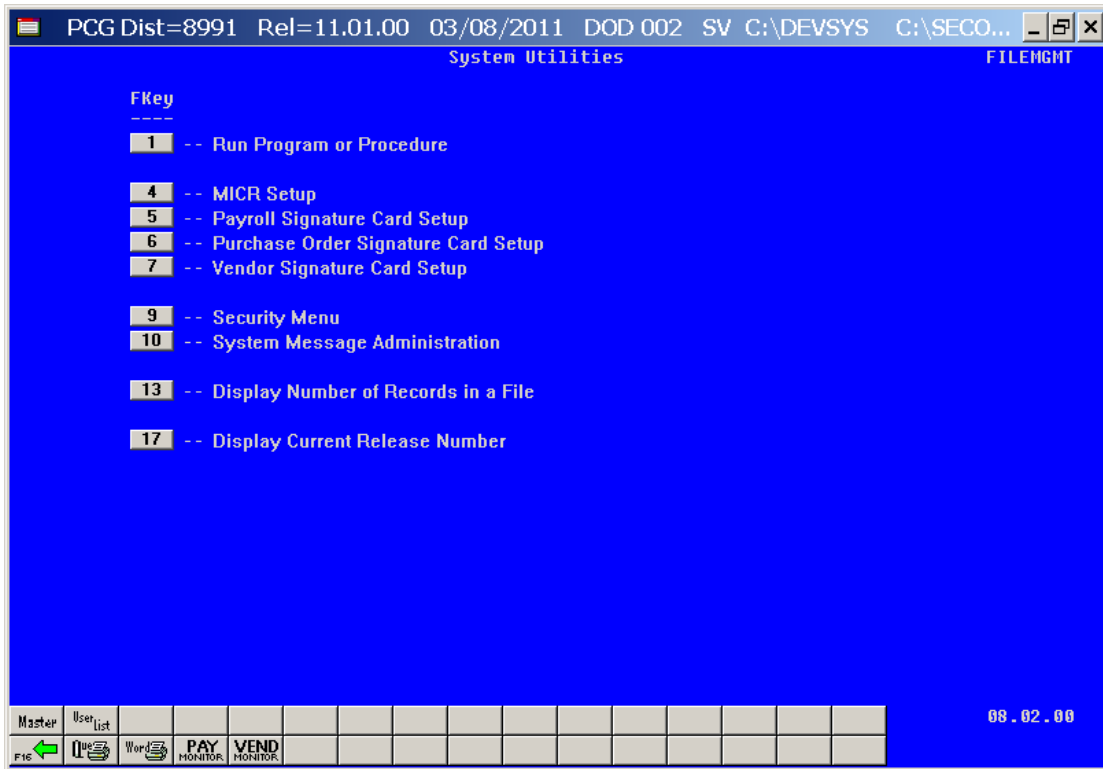 PCG Dist=8991 Rel=11.01.00 03/08/2011 DOD 002 SV C:\DEVSYS C:\SECO...
System Utilities FILEMGMT
FKey
----
1 -- Run Program or Procedure
4 -- MICR Setup
5 -- Payroll Signature Card Setup
6 -- Purchase Order Signature Card Setup
7 -- Vendor Signature Card Setup
9 -- Security Menu
10 -- System Message Administration
13 -- Display Number of Records in a File
17 -- Display Current Release Number
Master User List 08.02.00
F16 Que Word PAY MONITOR VEND MONITOR